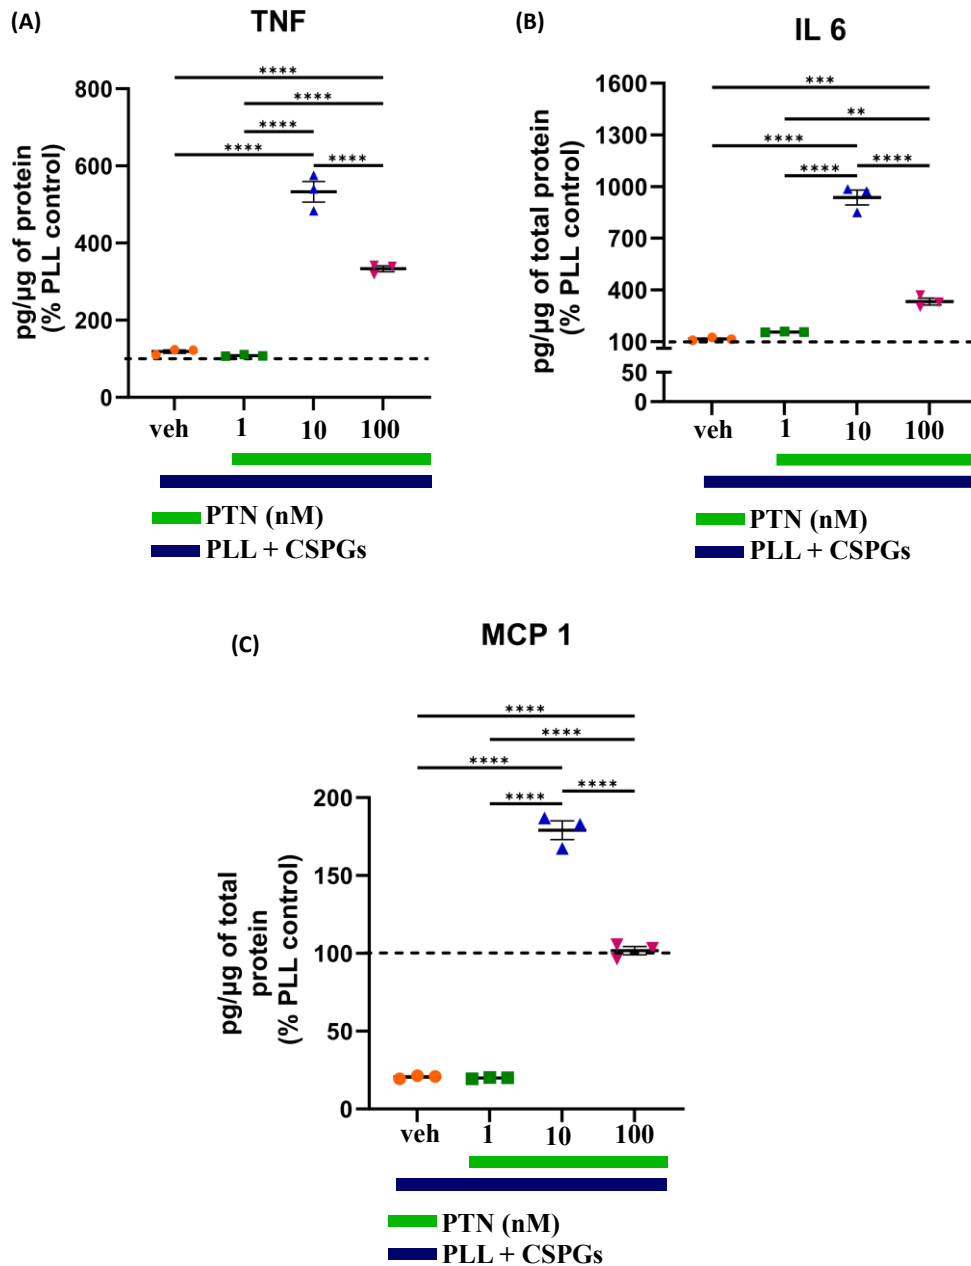 (A)
TNF
pg/µg of protein
(% PLL control)
800
600
400
200
0
****
****
****
****
****
veh
1
10
100
PTN (nM)
PLL + CSPGs
(B)
IL 6
pg/µg of total protein
(% PLL control)
1600
1300
1000
700
400
100
50
0
***
**
****
****
****
veh
1
10
100
PTN (nM)
PLL + CSPGs
(C)
MCP 1
pg/µg of total
protein
(% PLL control)
200
150
100
50
0
****
****
****
****
****
veh
1
10
100
PTN (nM)
PLL + CSPGs